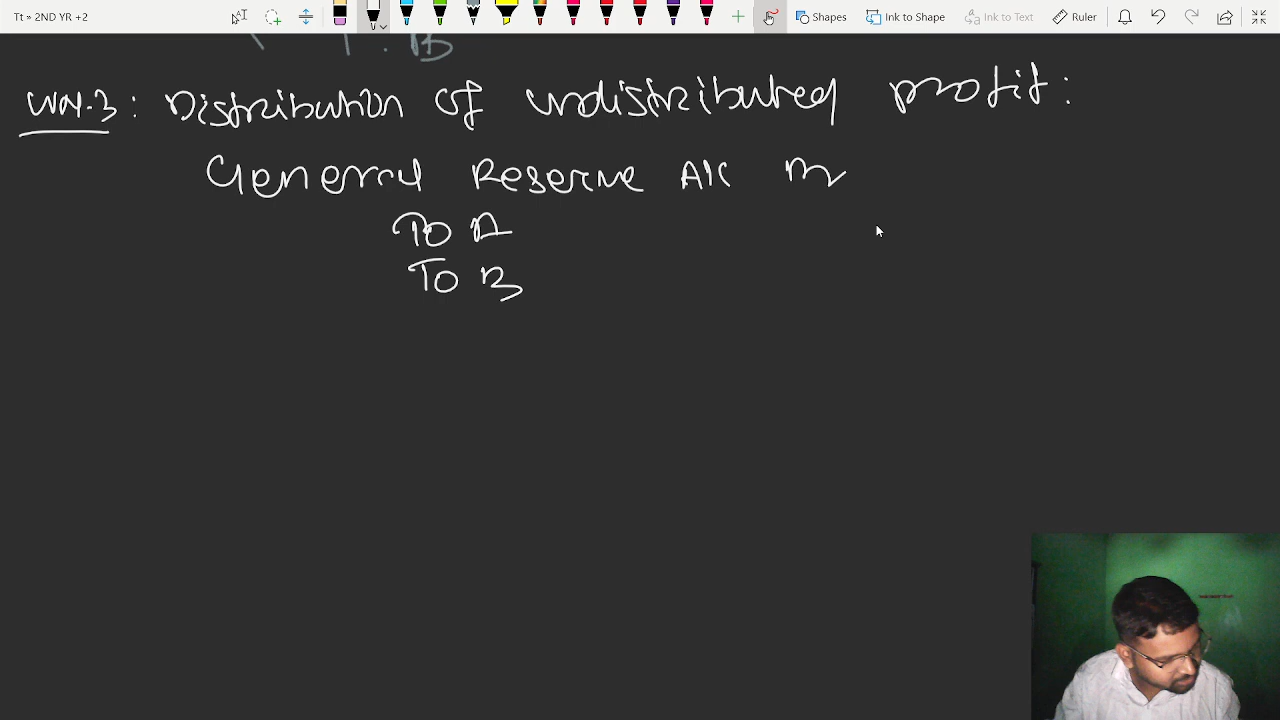 Tt » 2ND YR +2
Shapes Ink to Shape Ink to Text Ruler
T. B
WN-3: Distribution of undistributed profit:
General Reserve A/C Dr
To A
To B